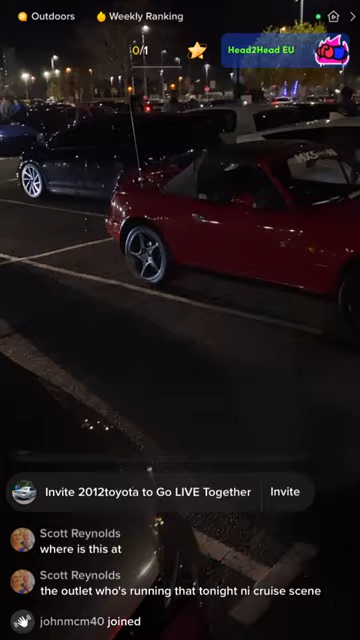 Outdoors
Weekly Ranking
0/1
Head2Head EU
Invite 2012toyota to Go LIVE Together
Invite
Scott Reynolds
where is this at
Scott Reynolds
the outlet who's running that tonight ni cruise scene
johnmcm40 joined